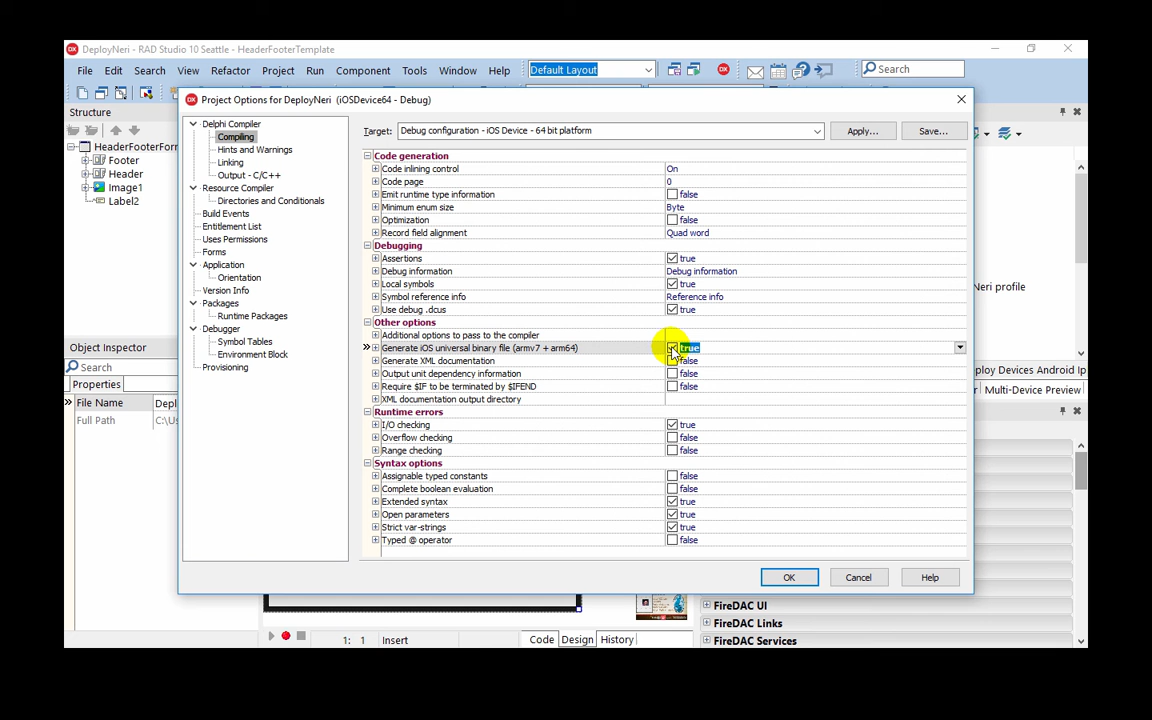 DeployNeri - RAD Studio 10 Seattle - HeaderFooterTemplate
File Edit Search View Refactor Project Run Component Tools Window Help Default Layout Search
Structure
HeaderFooterForm
Footer
Header
Image1
Label2
Object Inspector
Search
Properties
File Name Depl
Full Path C:\Us
Project Options for DeployNeri (iOSDevice64 - Debug)
Delphi Compiler
Compiling
Hints and Warnings
Linking
Output - C/C++
Resource Compiler
Directories and Conditionals
Build Events
Entitlement List
Uses Permissions
Forms
Application
Orientation
Version Info
Packages
Runtime Packages
Debugger
Symbol Tables
Environment Block
Provisioning
Target: Debug configuration - iOS Device - 64 bit platform Apply... Save...
Code generation
Code inlining control On
Code page 0
Emit runtime type information false
Minimum enum size Byte
Optimization false
Record field alignment Quad word
Debugging
Assertions true
Debug information Debug information
Local symbols true
Symbol reference info Reference info
Use debug .dcus true
Other options
Additional options to pass to the compiler
Generate iOS universal binary file (armv7 + arm64) true
Generate XML documentation false
Output unit dependency information false
Require $IF to be terminated by $IFEND false
XML documentation output directory
Runtime errors
I/O checking true
Overflow checking false
Range checking false
Syntax options
Assignable typed constants false
Complete boolean evaluation false
Extended syntax true
Open parameters true
Strict var-strings true
Typed @ operator false
OK Cancel Help
Neri profile
ploy Devices Android Ip
Multi-Device Preview
FireDAC UI
FireDAC Links
FireDAC Services
1: 1 Insert Code Design History